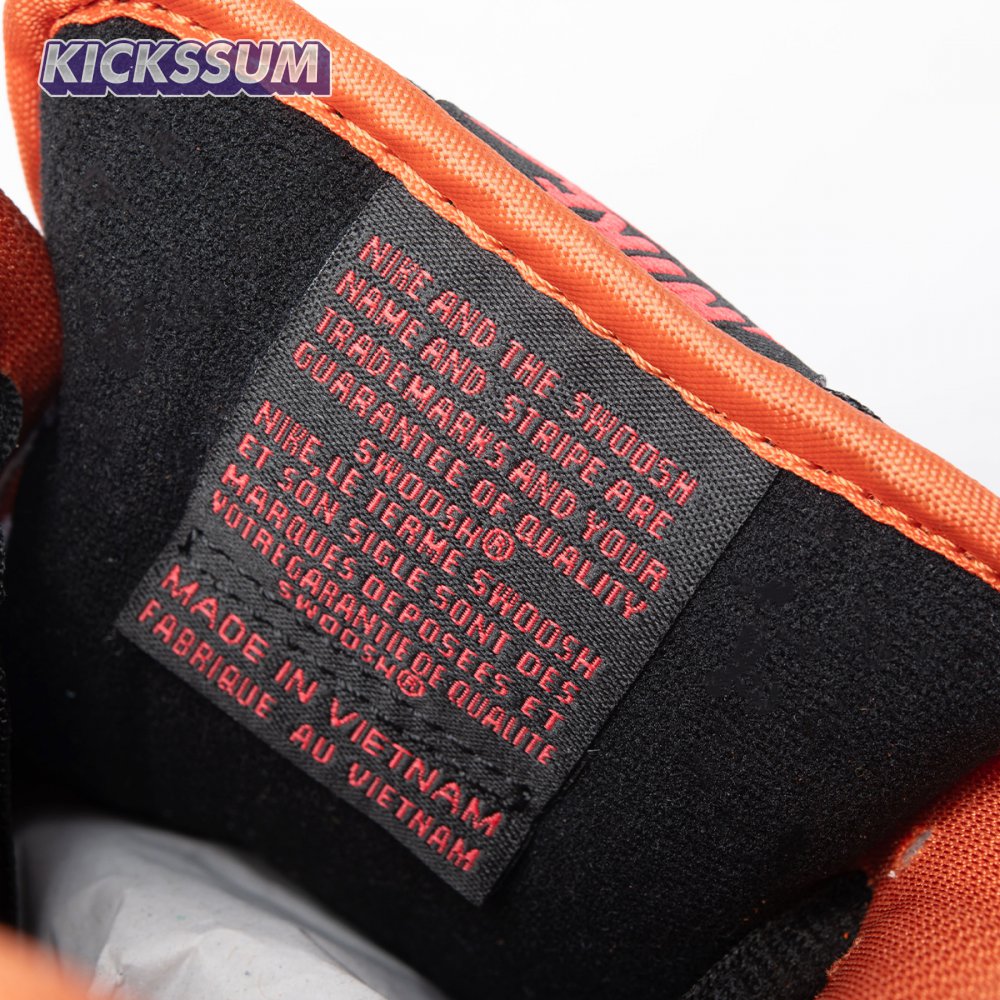 KICKSSUM
NIKE
NIKE AND THE SWOOSH
NAME AND STRIPE ARE
TRADEMARKS AND YOUR
GUARANTEE OF QUALITY
SWOOSH®
NIKE, LE TERME SWOOSH
ET SON SIGLE SONT DES
MARQUES DEPOSEES ET
VOTRE GARANTIE DE QUALITE
SWOOSH®
MADE IN VIETNAM
FABRIQUE AU VIETNAM